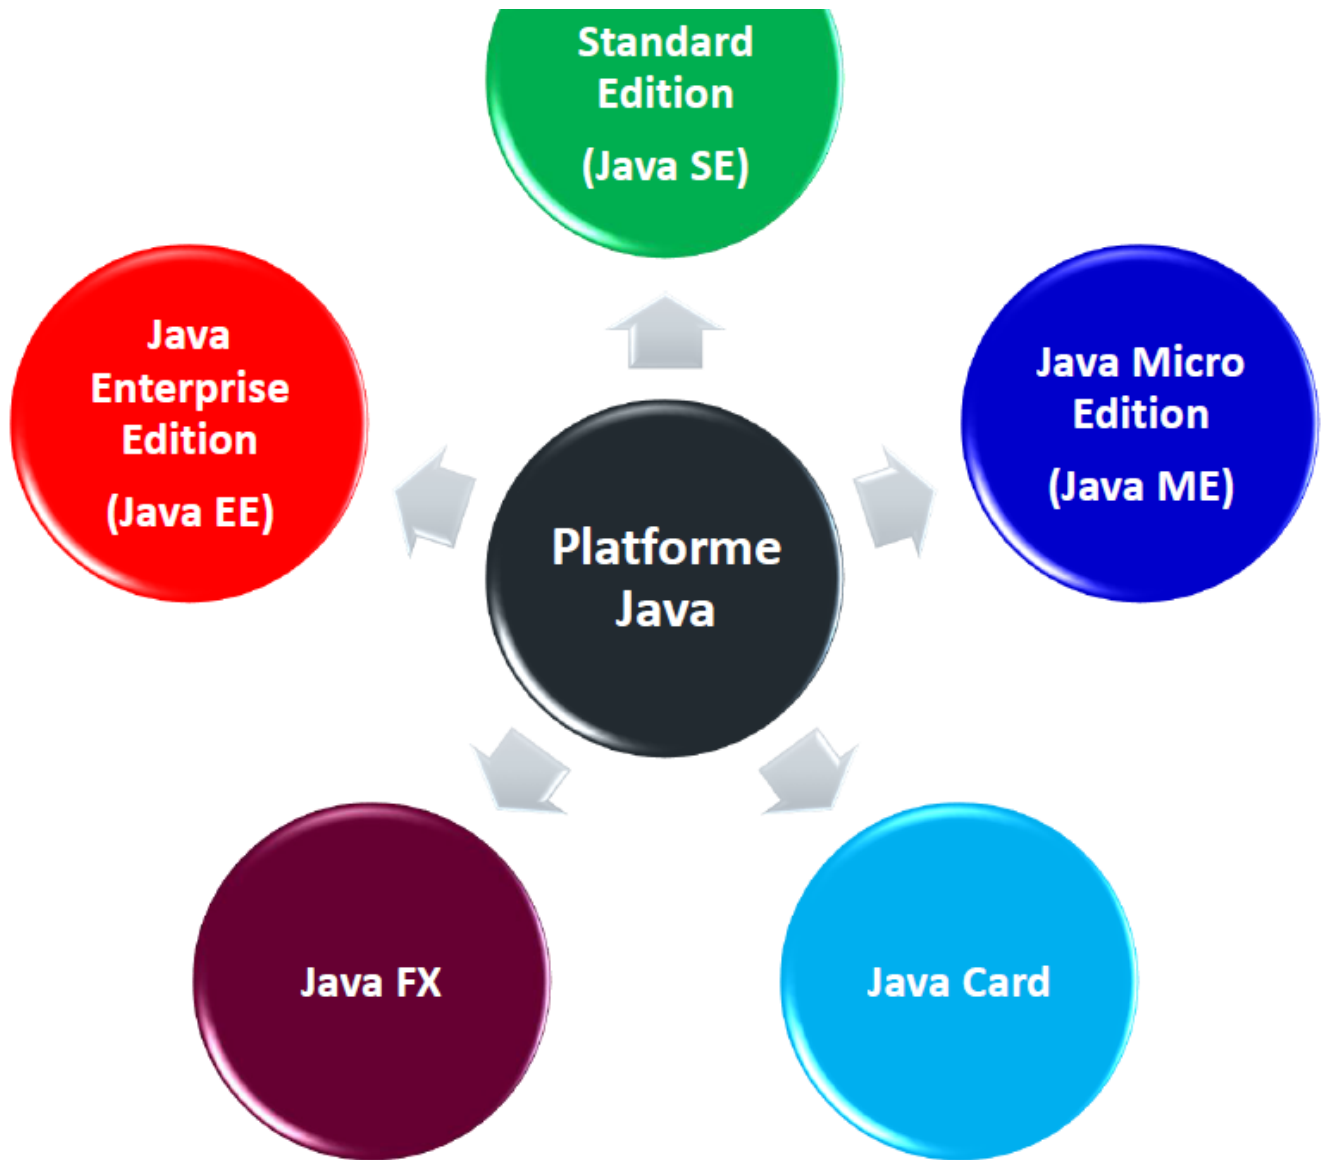 Standard
Edition
(Java SE)
Java
Enterprise
Edition
(Java EE)
Java Micro
Edition
(Java ME)
Platforme
Java
Java FX
Java Card